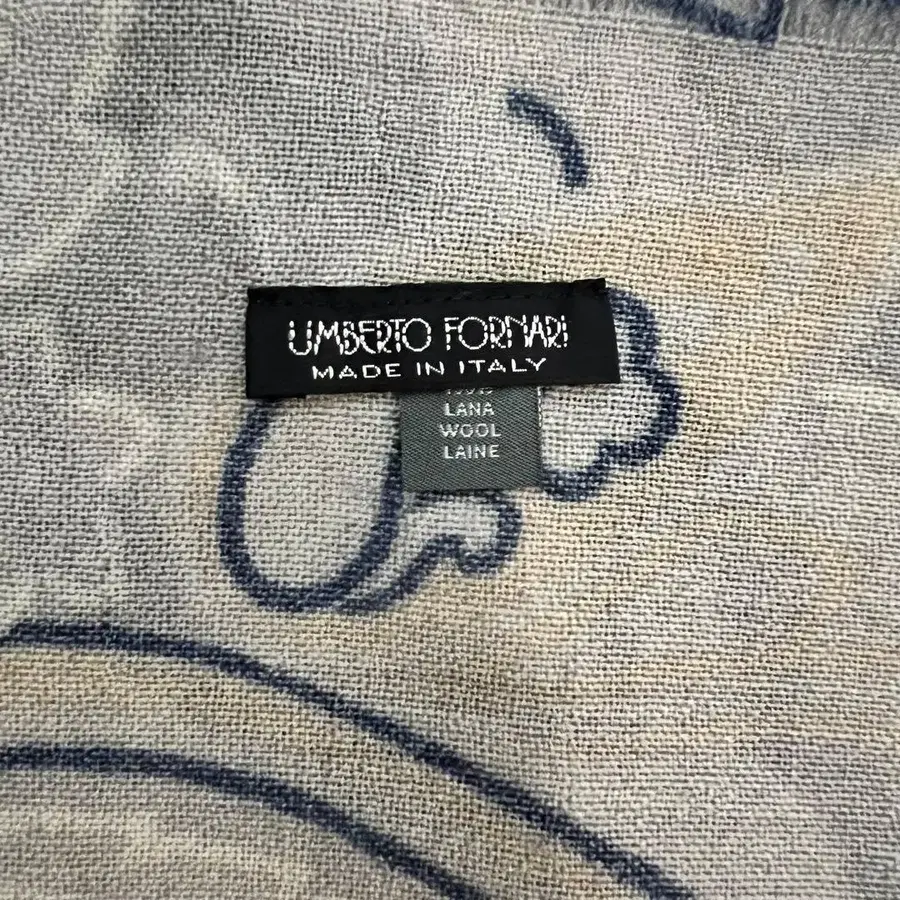 UMBERTO FORNARI
MADE IN ITALY
LANA
WOOL
LAINE